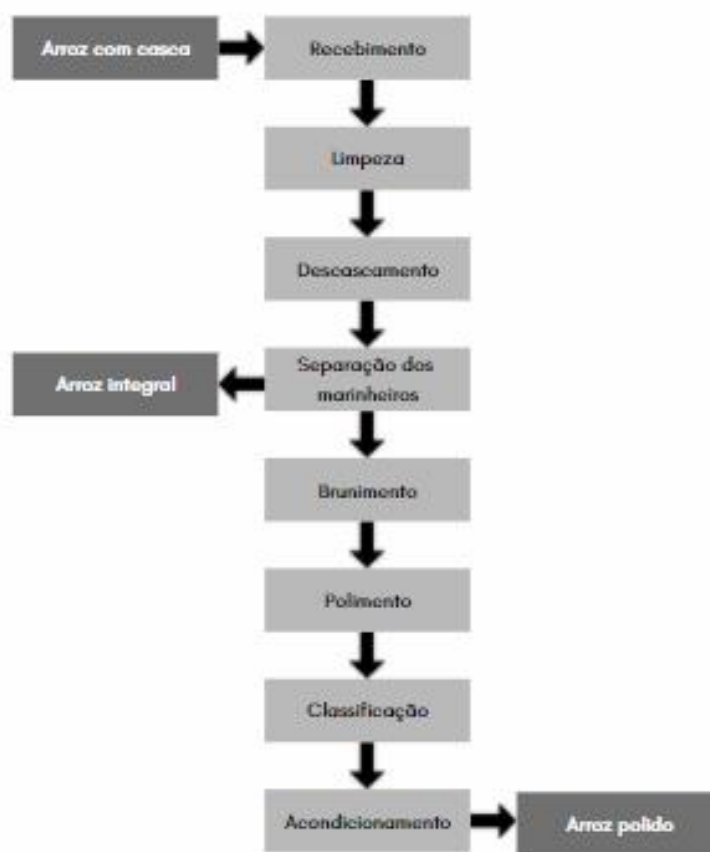 Arroz com casca
Recebimento
Limpeza
Descascamento
Separação dos
marinheiros
Arroz integral
Brunimento
Polimento
Classificação
Acondicionamento
Arroz polido